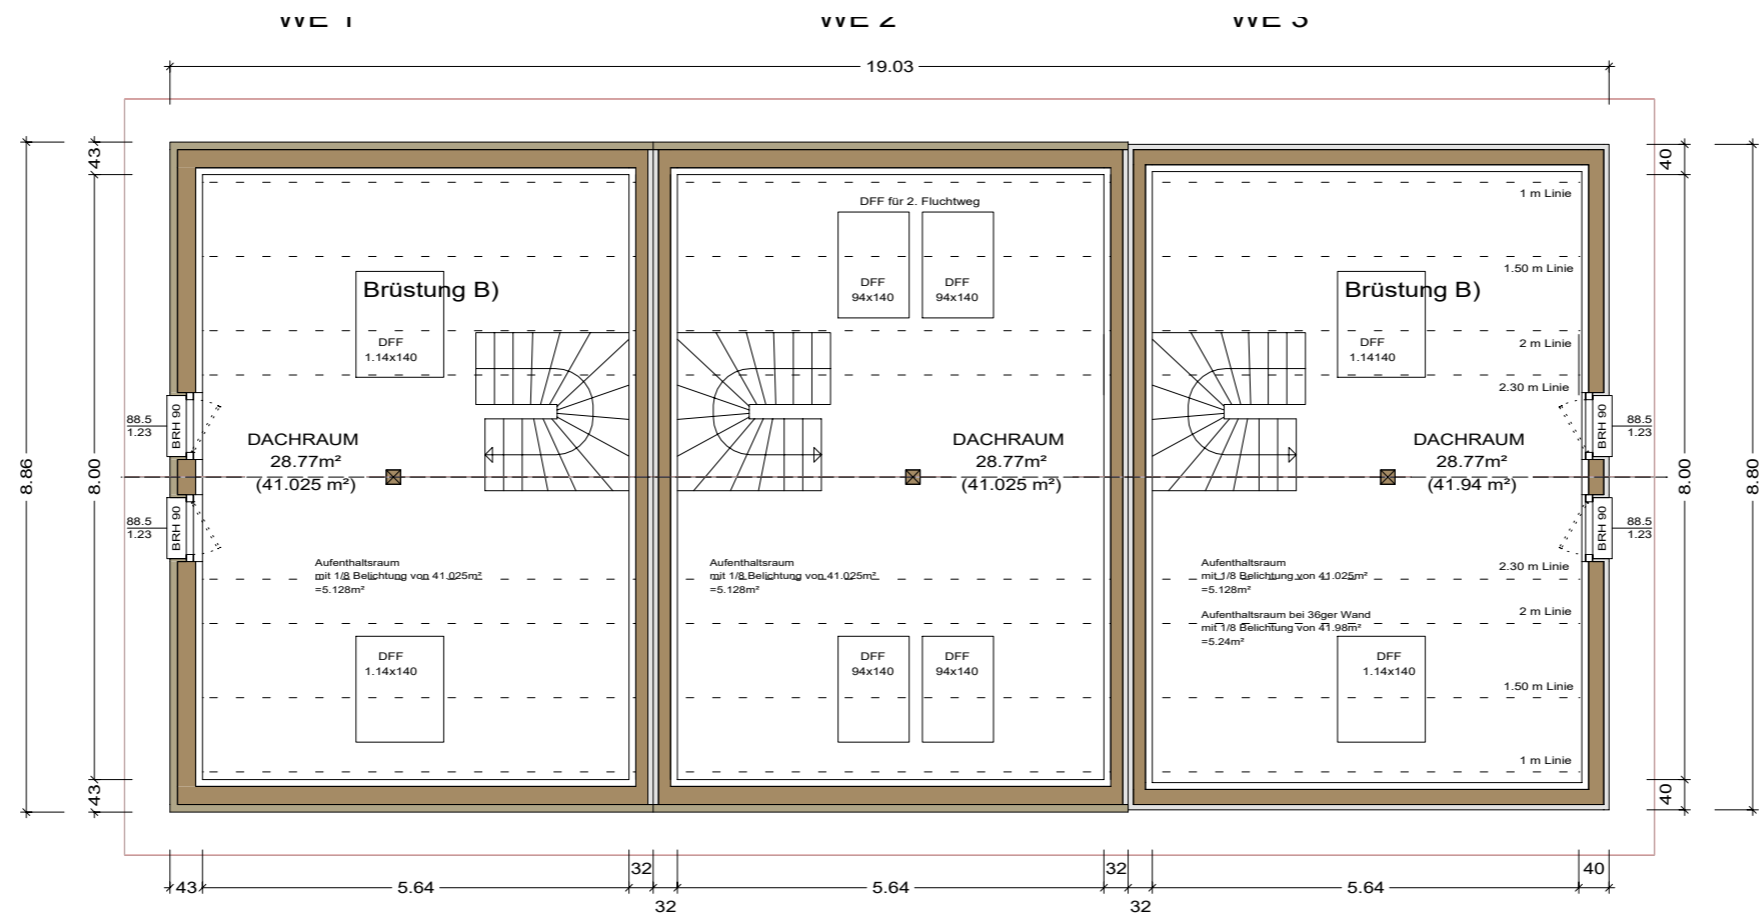 WE 1
WE 2
WE 3
19.03
43
8.00
43
8.86
40
8.00
40
8.80
DFF für 2. Fluchtweg
DFF
94x140
DFF
94x140
1 m Linie
1.50 m Linie
2 m Linie
2.30 m Linie
Brüstung B)
DFF
1.14x140
Brüstung B)
DFF
1.14140
88.5
1.23
BRH 90
88.5
1.23
BRH 90
DACHRAUM
28.77m²
(41.025 m²)
DACHRAUM
28.77m²
(41.025 m²)
DACHRAUM
28.77m²
(41.94 m²)
BRH 90
88.5
1.23
BRH 90
88.5
1.23
Aufenthaltsraum
mit 1/8 Belichtung von 41.025m²
=5.128m²
Aufenthaltsraum
mit 1/8 Belichtung von 41.025m²
=5.128m²
Aufenthaltsraum
mit 1/8 Belichtung von 41.025m²
=5.128m²
Aufenthaltsraum bei 36ger Wand
mit 1/8 Belichtung von 41.98m²
=5.24m²
2.30 m Linie
2 m Linie
1.50 m Linie
1 m Linie
DFF
1.14x140
DFF
94x140
DFF
94x140
DFF
1.14x140
43
5.64
32
32
5.64
32
32
5.64
40